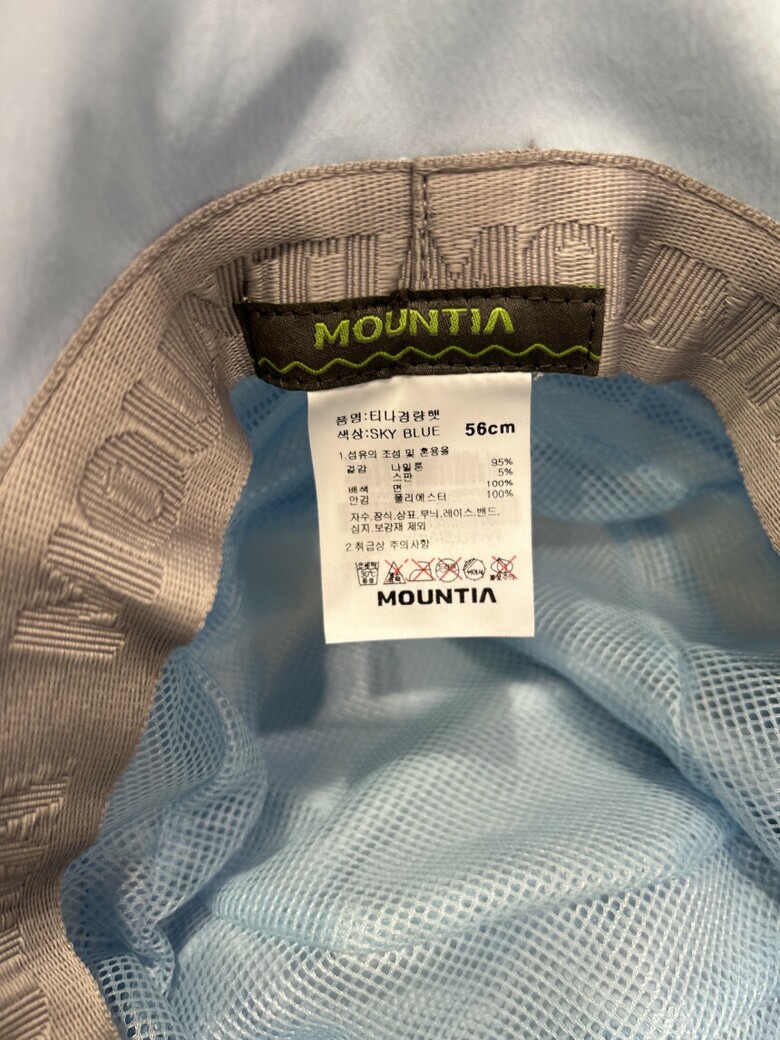 MOUNTIA
MOUNTIA
품명:티나경량햇
색상:SKY BLUE 56cm
1.섬유의 조성 및 혼용율
겉감 나일론 95%
스판 5%
배색 면 100%
안감 폴리에스터 100%
자수.장식.상표.무늬.레이스.밴드.
심지.보강재 제외
2.취급상 주의사항
30℃
MOUNTIA